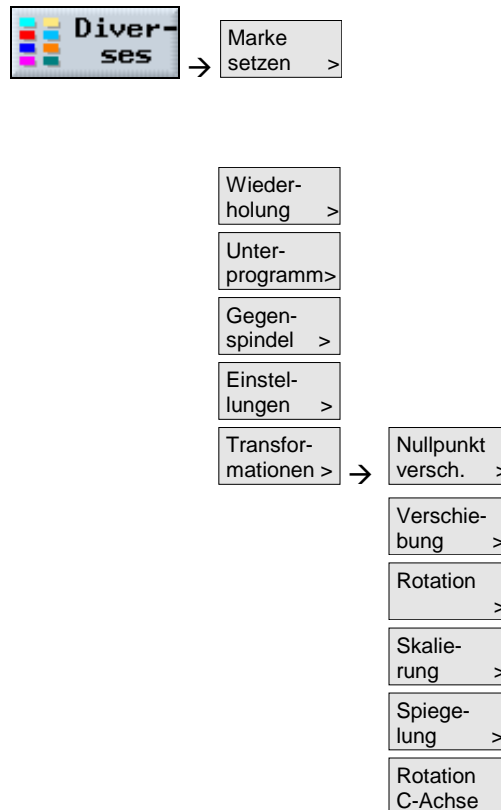 Diver-
ses
→
Marke
setzen >
Wieder-
holung >
Unter-
programm>
Gegen-
spindel >
Einstel-
lungen >
Transfor-
mationen >
→
Nullpunkt
versch. >
Verschie-
bung >
Rotation
>
Skalie-
rung >
Spiege-
lung >
Rotation
C-Achse